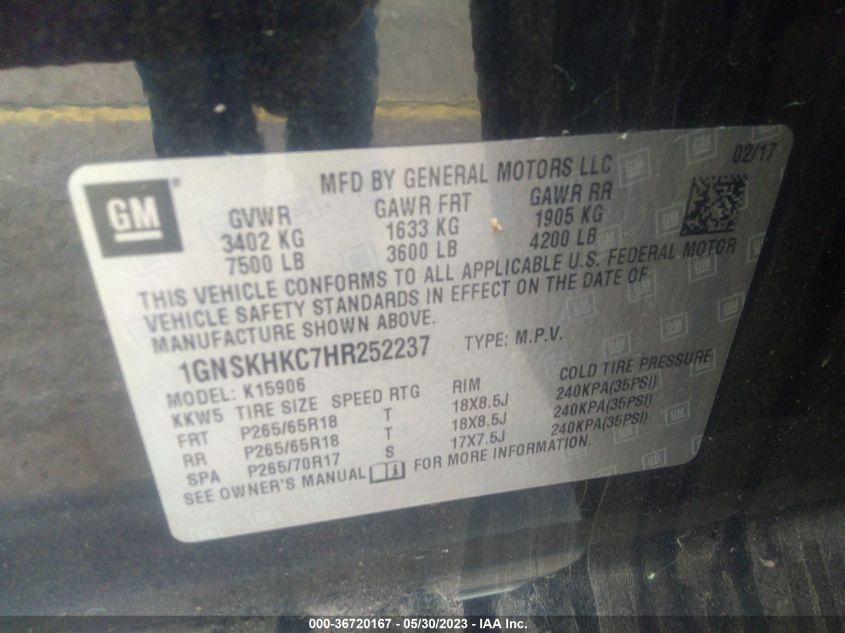 MFD BY GENERAL MOTORS LLC 02/17
GM ®
GVWR GAWR FRT GAWR RR
3402 KG 1633 KG 1905 KG
7500 LB 3600 LB 4200 LB
THIS VEHICLE CONFORMS TO ALL APPLICABLE U.S. FEDERAL MOTOR
VEHICLE SAFETY STANDARDS IN EFFECT ON THE DATE OF
MANUFACTURE SHOWN ABOVE.
1GNSKHKC7HR252237 TYPE: M.P.V.
MODEL: K15906
KKW5 TIRE SIZE SPEED RTG RIM COLD TIRE PRESSURE
FRT P265/65R18 T 18X8.5J 240KPA(35PSI)
RR P265/65R18 T 18X8.5J 240KPA(35PSI)
SPA P265/70R17 S 17X7.5J 240KPA(35PSI)
SEE OWNER'S MANUAL FOR MORE INFORMATION.
000-36720167 - 05/30/2023 - © IAA Inc.